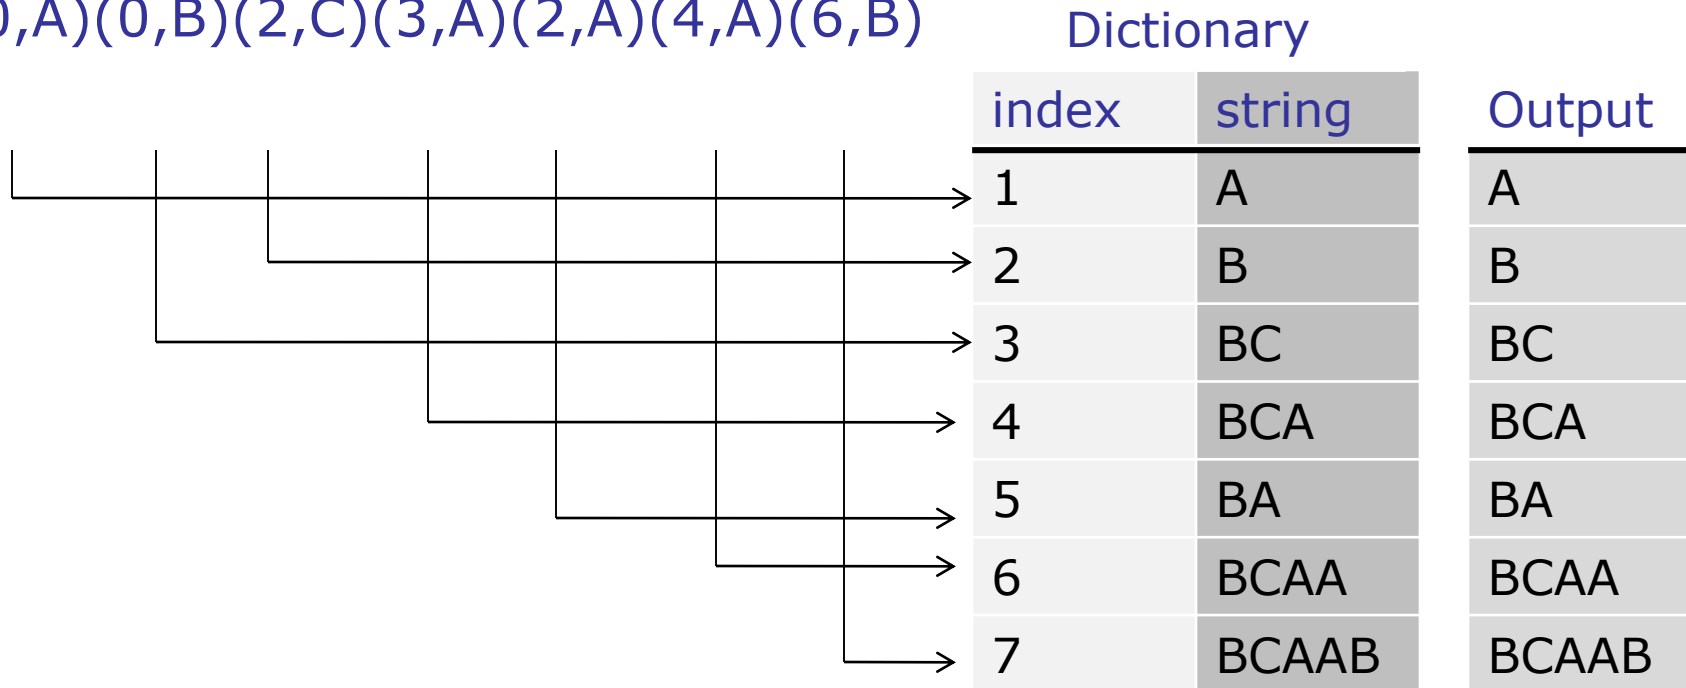 0,A)(0,B)(2,C)(3,A)(2,A)(4,A)(6,B)
Dictionary
index string Output
1 A A
2 B B
3 BC BC
4 BCA BCA
5 BA BA
6 BCAA BCAA
7 BCAAB BCAAB